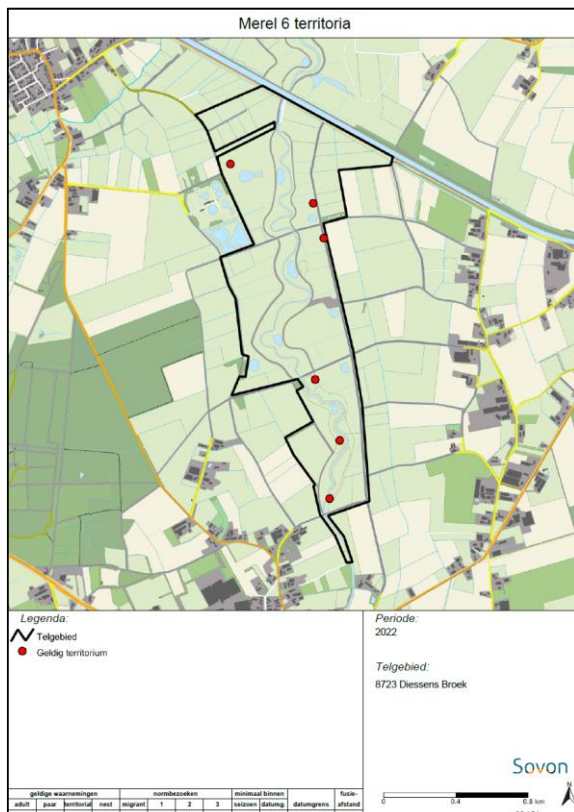 Merel 6 territoria
Legenda:
Telgebied
Geldig territorium
Periode:
2022
Telgebied:
8723 Diessens Broek
Sovon
geldige waarnemingen normbezoeken minimaal binnen fusie-
adult paar territorial nest migrant 1 2 3 seizoen datumg. datumgrens afstand
0 0.4 0.8 km